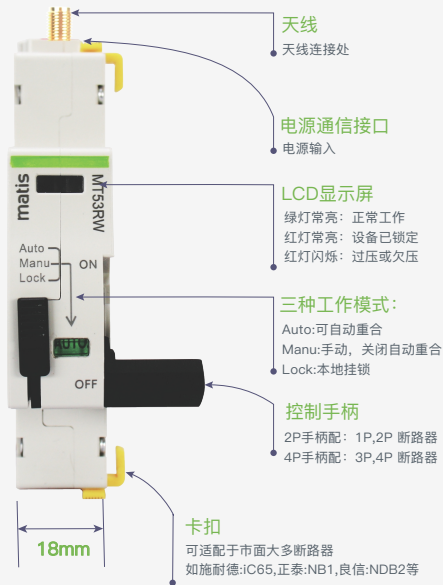 天线
天线连接处
电源通信接口
电源输入
LCD显示屏
绿灯常亮：正常工作
红灯常亮：设备已锁定
红灯闪烁：过压或欠压
三种工作模式：
Auto:可自动重合
Manu:手动，关闭自动重合
Lock:本地挂锁
控制手柄
2P手柄配：1P,2P 断路器
4P手柄配：3P,4P 断路器
卡扣
可适配于市面大多断路器
如施耐德:iC65,正泰:NB1,良信:NDB2等
matis
MT53RW
Auto
Manu
Lock
ON
OFF
18mm